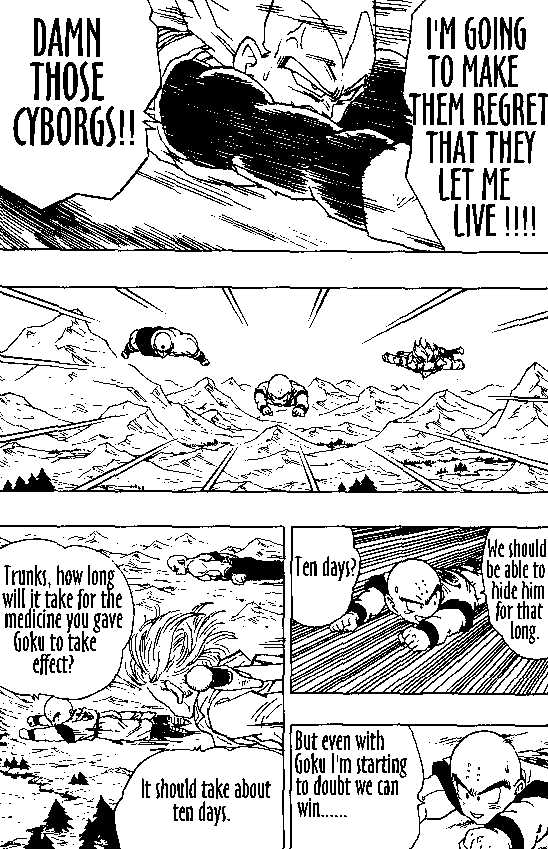 DAMN
THOSE
CYBORGS!!
I'M GOING
TO MAKE
THEM REGRET
THAT THEY
LET ME
LIVE !!!!
Trunks, how long
will it take for the
medicine you gave
Goku to take
effect?
It should take about
ten days.
Ten days?
We should
be able to
hide him
for that
long.
But even with
Goku I'm starting
to doubt we can
win......